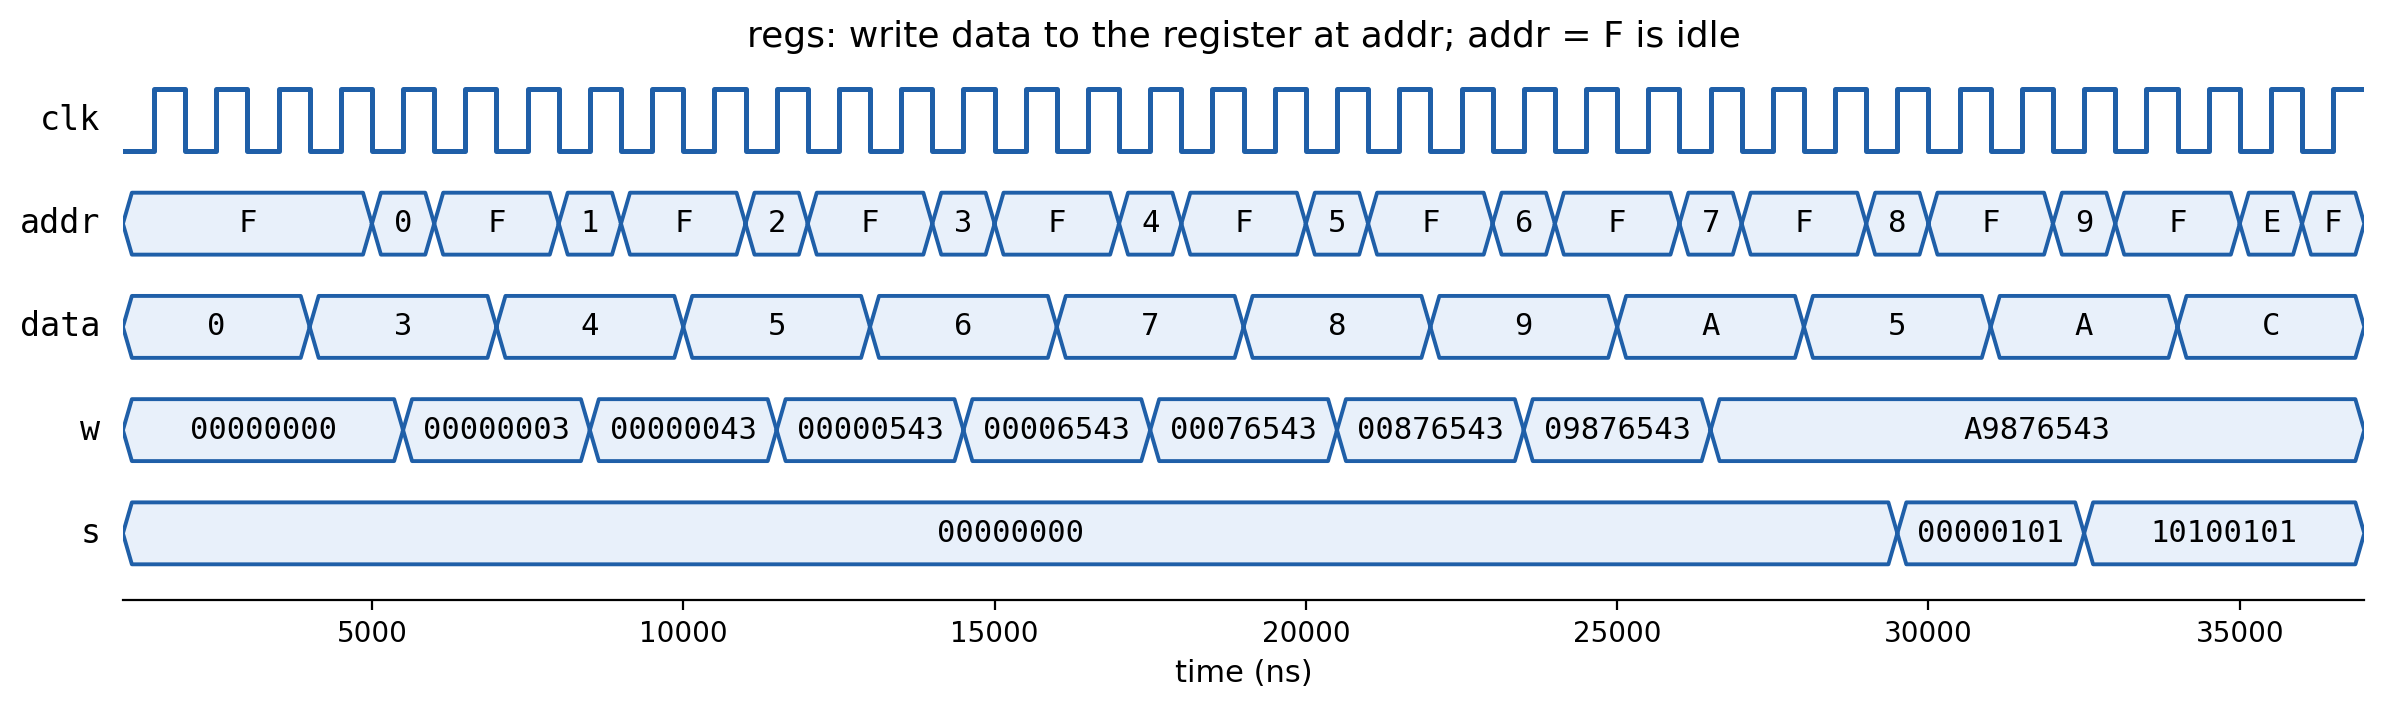 regs: write data to the register at addr; addr = F is idle
clk
addr F 0 F 1 F 2 F 3 F 4 F 5 F 6 F 7 F 8 F 9 F E F
data 0 3 4 5 6 7 8 9 A 5 A C
w 00000000 00000003 00000043 00000543 00006543 00076543 00876543 09876543 A9876543
s 00000000 00000101 10100101
5000 10000 15000 20000 25000 30000 35000
time (ns)